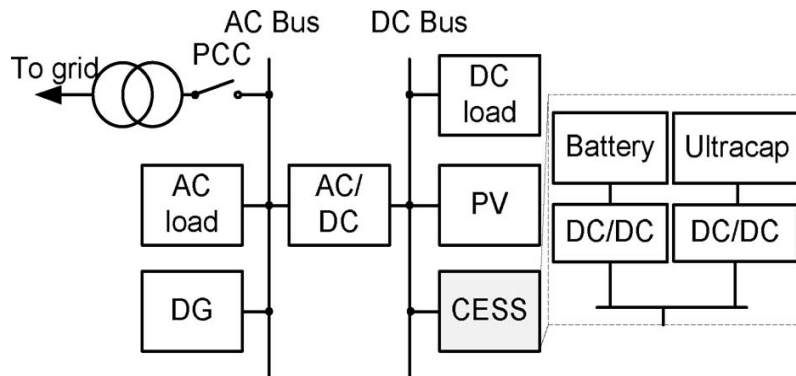 AC Bus
DC Bus
PCC
To grid
DC
load
Battery
Ultracap
AC
load
AC/
DC
PV
DC/DC
DC/DC
DG
CESS